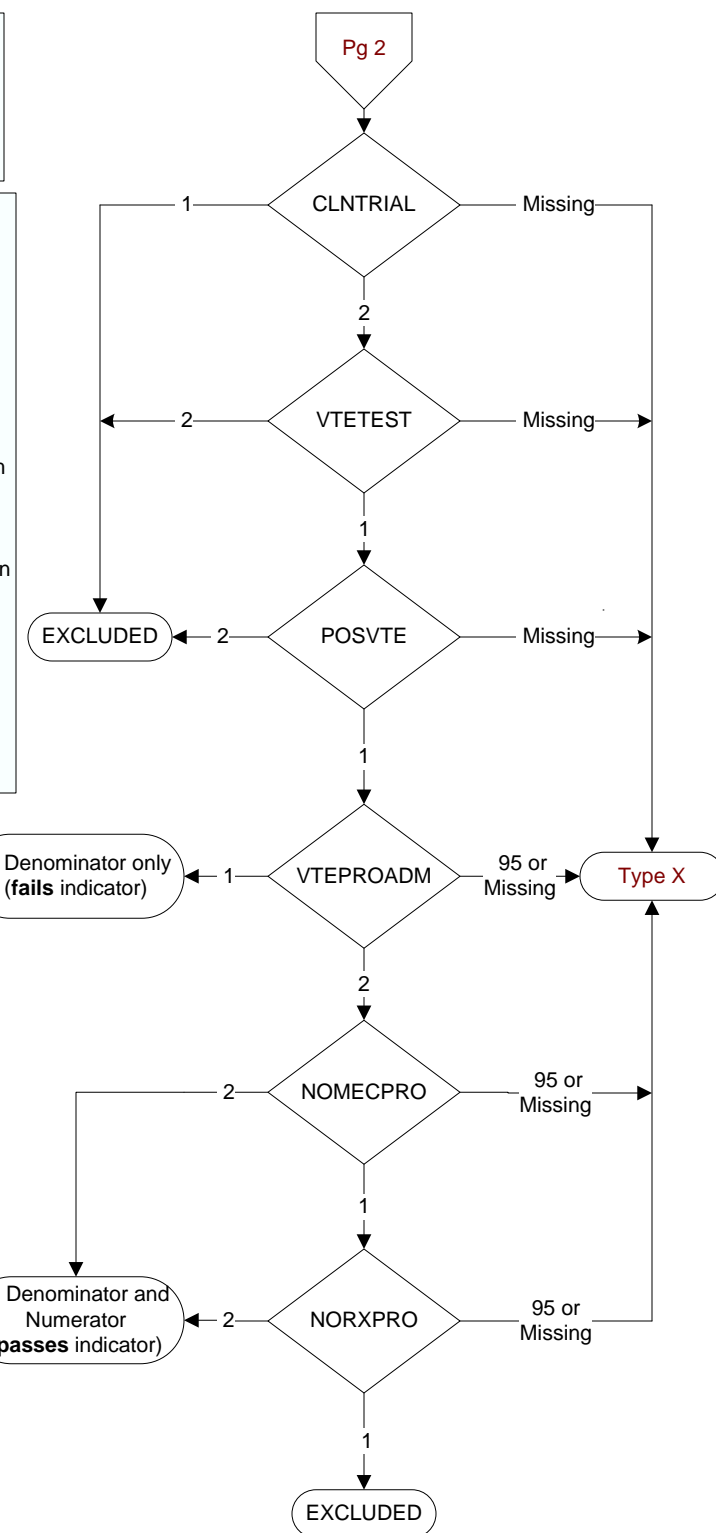 Pg 2
CLNTRIAL
1
Missing
2
VTETEST
2
Missing
1
n
n
POSVTE
EXCLUDED
2
Missing
1
VTEPROADM
Denominator only
(fails indicator)
1
95 or
Missing
Type X
2
NOMECPRO
2
95 or
Missing
1
NORXPRO
Denominator and
Numerator
passes indicator)
2
95 or
Missing
1
EXCLUDED